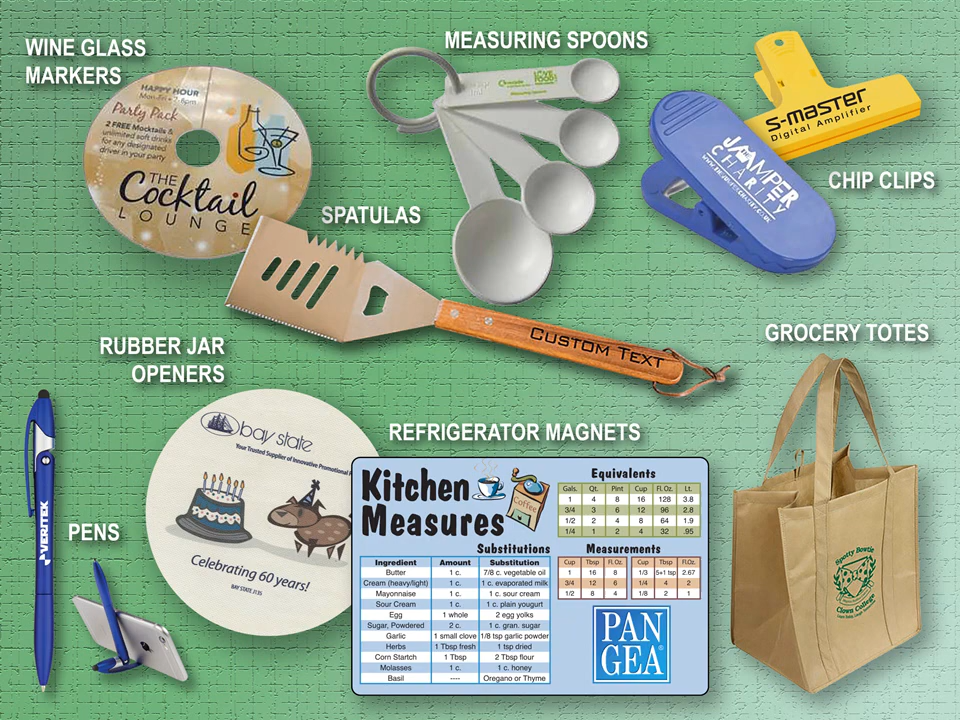 WINE GLASS
MARKERS
HAPPY HOUR
Mon-Fri
Party Pack
2 FREE Mocktails &
unlimited soft drinks
for any designated
driver in your party
THE
Cocktail
LOUNGE
MEASURING SPOONS
S-MASTER
Digital Amplifier
JAMPER
CHARITY
CHIP CLIPS
SPATULAS
CUSTOM TEXT
GROCERY TOTES
Spotty Bowtie
Clown College
RUBBER JAR
OPENERS
bay state
Your Trusted Supplier of Innovative Promotional
Celebrating 60 years!
BAY STATE J135
PENS
VERITEK
REFRIGERATOR MAGNETS
Kitchen
Measures
Coffee
Substitutions
Ingredient Amount Substitution
Butter 1 c. 7/8 c. vegetable oil
Cream (heavy/light) 1 c. 1 c. evaporated milk
Mayonnaise 1 c. 1 c. sour cream
Sour Cream 1 c. 1 c. plain yougurt
Egg 1 whole 2 egg yolks
Sugar, Powdered 2 c. 1 c. gran. sugar
Garlic 1 small clove 1/8 tsp garlic powder
Herbs 1 Tbsp fresh 1 tsp dried
Corn Startch 1 Tbsp 2 Tbsp flour
Molasses 1 c. 1 c. honey
Basil ---- Oregano or Thyme
Equivalents
Gals. Qt. Pint Cup Fl. Oz. Lt.
1 4 8 16 128 3.8
3/4 3 6 12 96 2.8
1/2 2 4 8 64 1.9
1/4 1 2 4 32 .95
Measurements
Cup Tbsp Fl. Oz. Cup Tbsp Fl. Oz.
1 16 8 1/3 5+1 tsp 2.67
3/4 12 6 1/4 4 2
1/2 8 4 1/8 2 1
PAN
GEA®